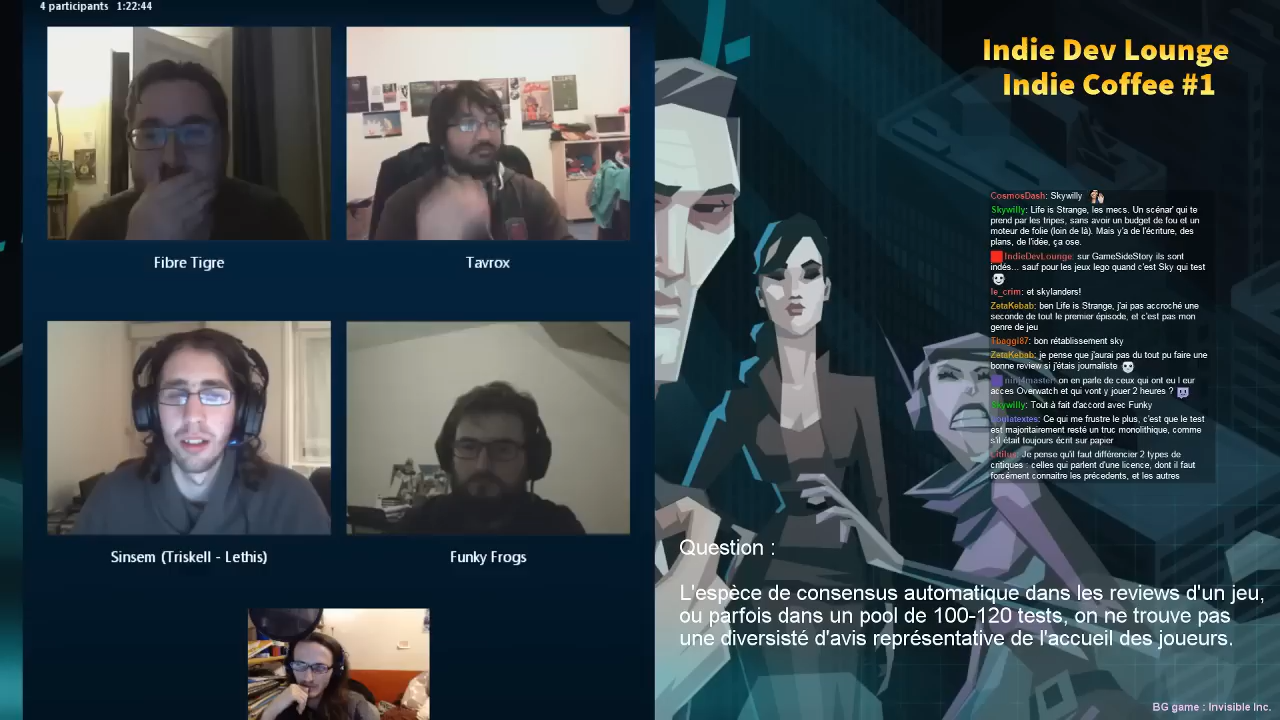 4 participants 1:22:44
Fibre Tigre
Tavrox
Sinsem (Triskell - Lethis)
Funky Frogs
Indie Dev Lounge
Indie Coffee #1
CosmosDash: Skywilly
Skywilly: Life is Strange, les mecs. Un scénar' qui te
prend par les tripes, sans avoir un budget de fou et un
moteur de folie (loin de là). Mais y'a de l'écriture, des
plans, de l'idée, ça ose.
IndieDevLounge: sur GameSideStory ils sont
indés... sauf pour les jeux lego quand c'est Sky qui test
le_crim: et skylanders!
ZetaKebab: ben Life is Strange, j'ai pas accroché une
seconde de tout le premier épisode, et c'est pas mon
genre de jeu
Tbaggi87: bon rétablissement sky
ZetaKebab: je pense que j'aurai pas du tout pu faire une
bonne review si j'étais journaliste
on en parle de ceux qui ont eu l eur
acces Overwatch et qui vont y jouer 2 heures ?
Skywilly: Tout à fait d'accord avec Funky
Ce qui me frustre le plus, c'est que le test
est majoritairement resté un truc monolithique, comme
s'il était toujours écrit sur papier
Je pense qu'il faut différencier 2 types de
critiques : celles qui parlent d'une licence, dont il faut
forcément connaitre les précédents, et les autres
Question :
L'espèce de consensus automatique dans les reviews d'un jeu,
ou parfois dans un pool de 100-120 tests, on ne trouve pas
une diversisté d'avis représentative de l'accueil des joueurs.
BG game : Invisible Inc.